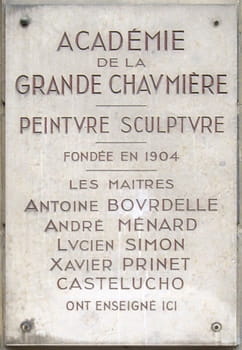 ACADÉMIE
DE LA
GRANDE CHAVMIÈRE
PEINTVRE SCULPTVRE
FONDÉE EN 1904
LES MAITRES
ANTOINE BOVRDELLE
ANDRÉ MÉNARD
LVCIEN SIMON
XAVIER PRINET
CASTELUCHO
ONT ENSEIGNE ICI